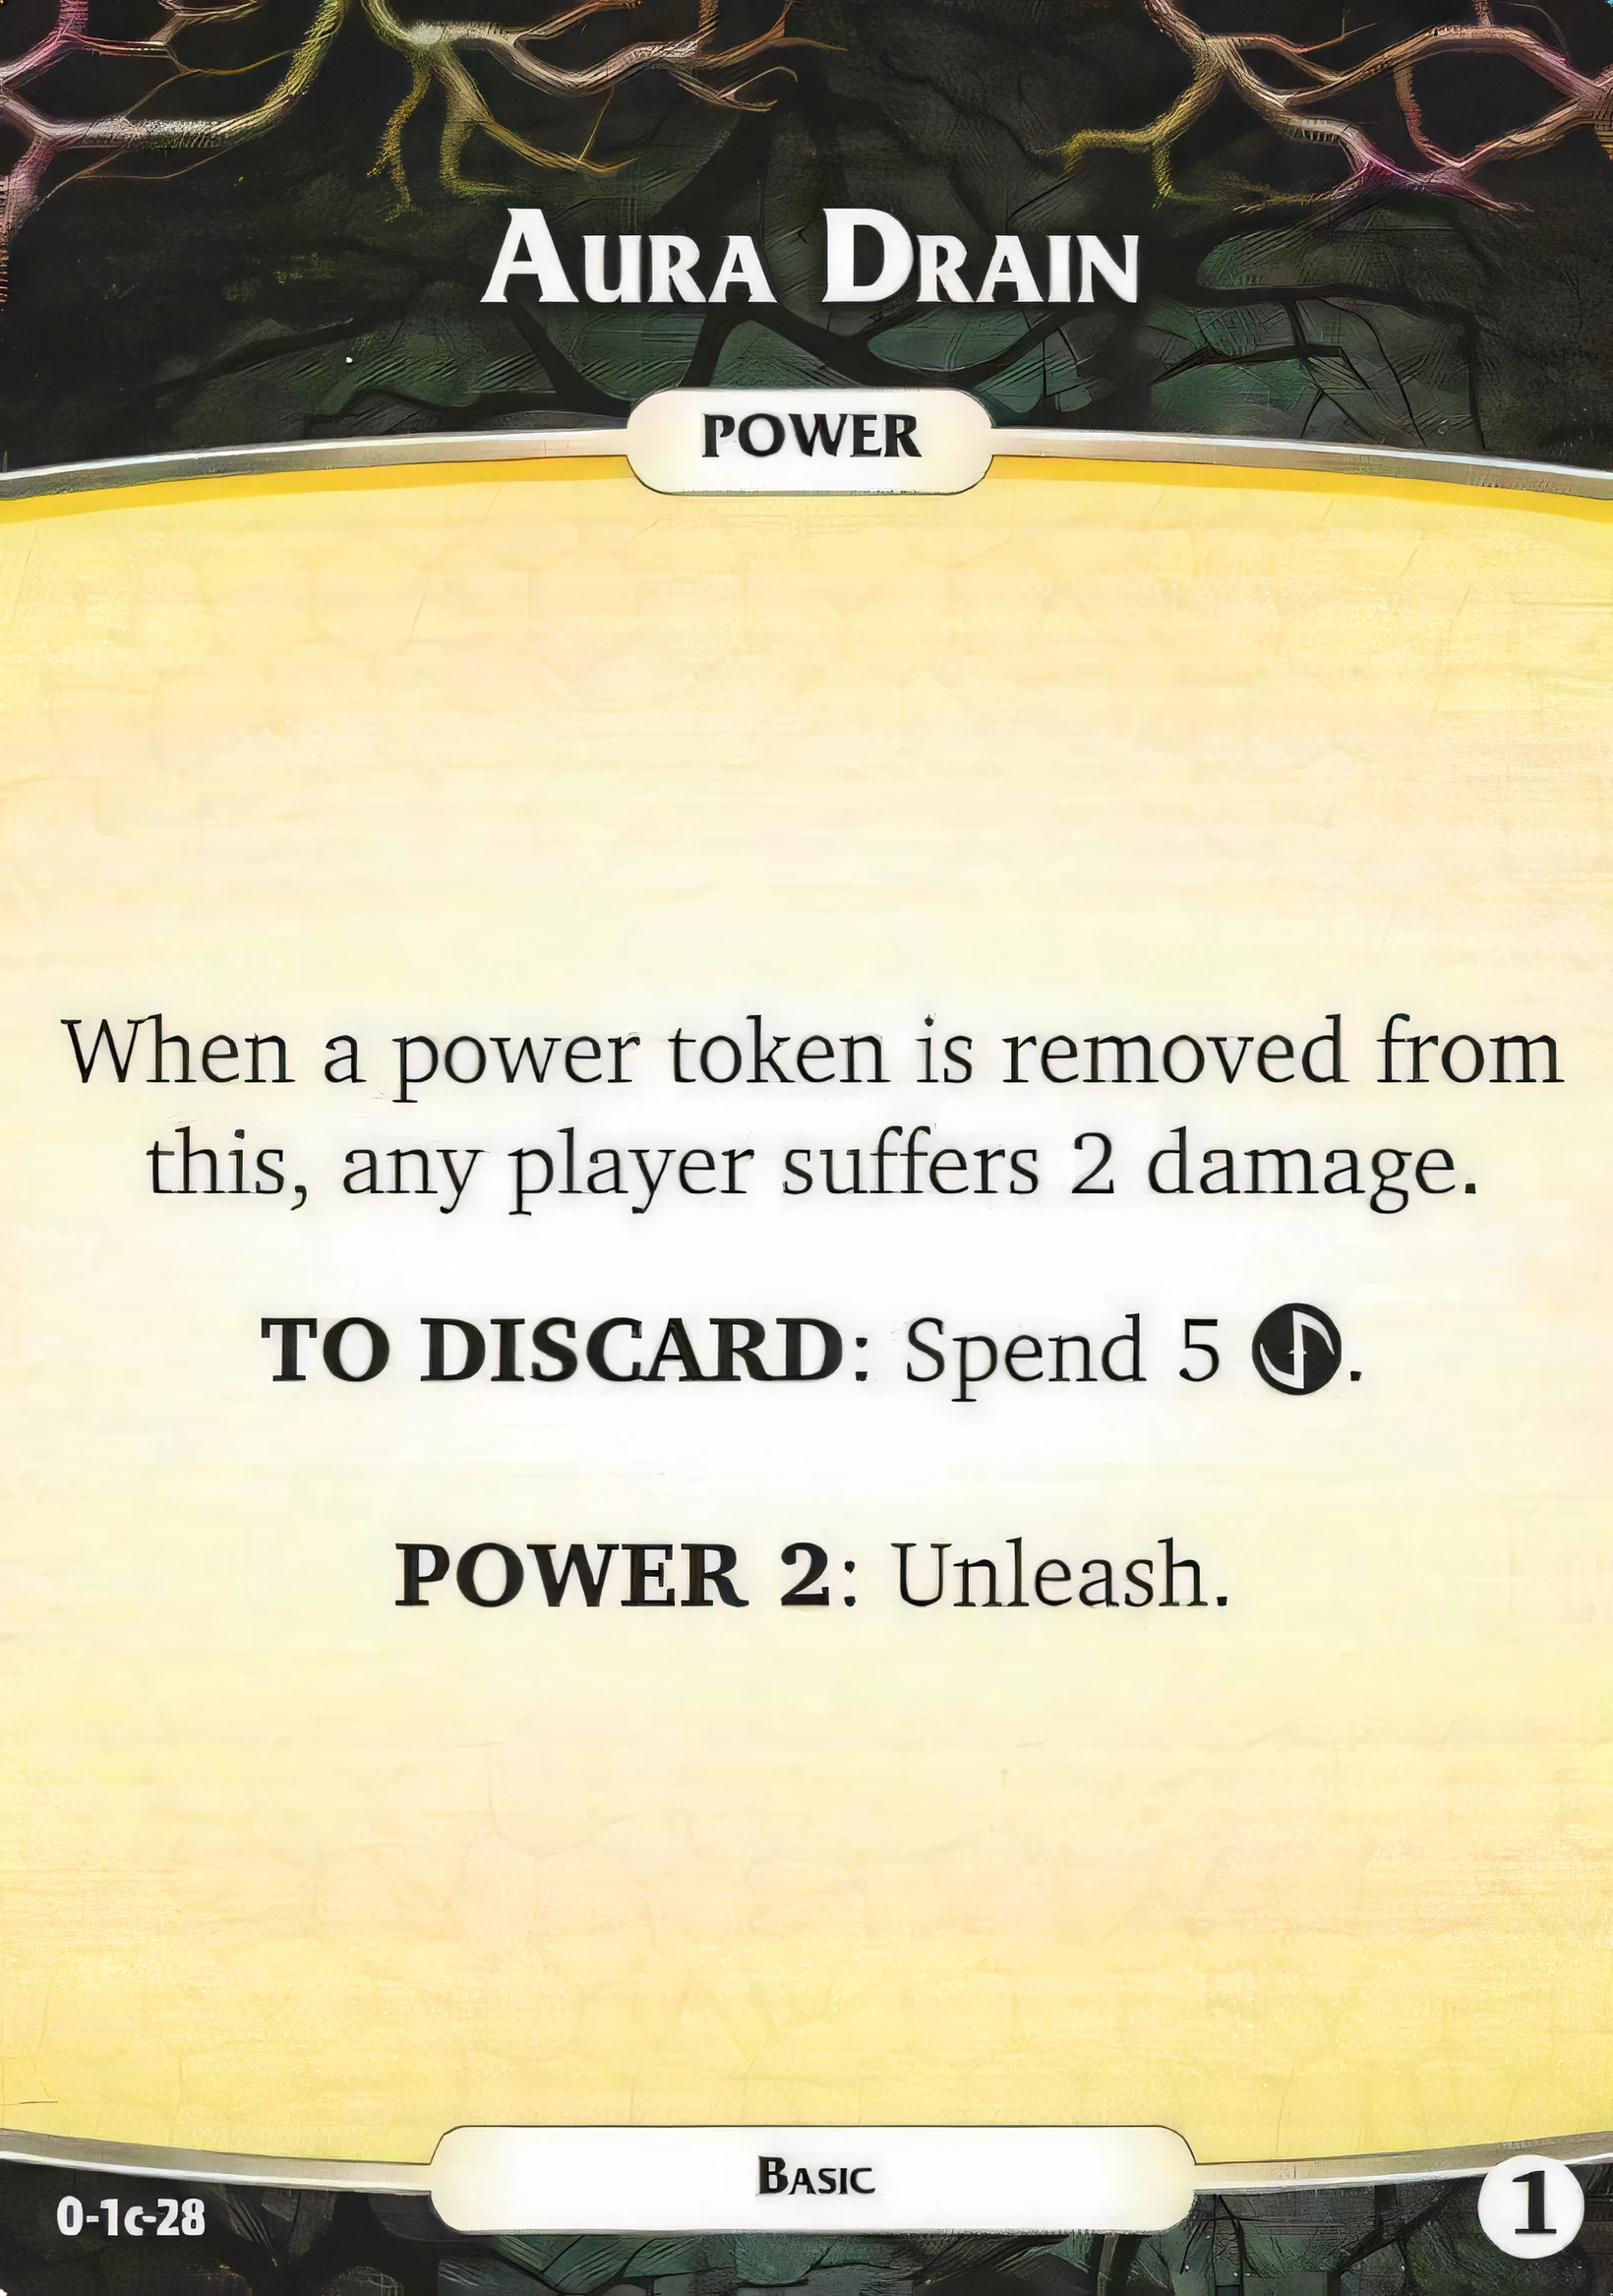 AURA DRAIN
POWER
When a power token is removed from
this, any player suffers 2 damage.
TO DISCARD: Spend 5 .
POWER 2: Unleash.
BASIC
0-1c-28
1